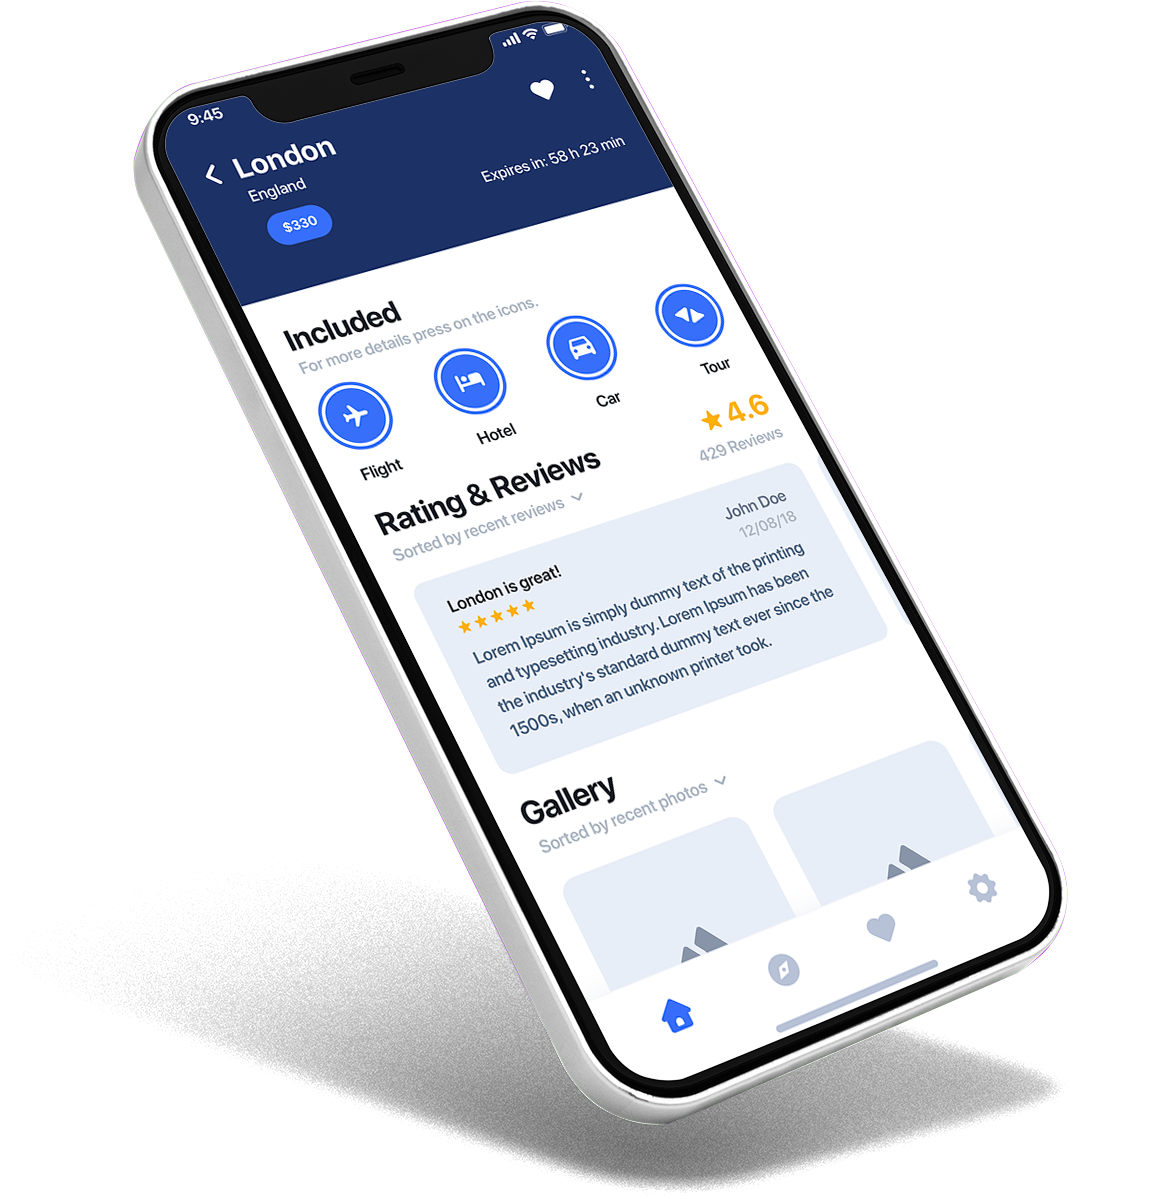 9:45
London
England
$330
Expires in: 58 h 23 min
Included
For more details press on the icons.
Flight
Hotel
Car
Tour
Rating & Reviews
Sorted by recent reviews
4.6
429 Reviews
John Doe
12/08/18
London is great!
Lorem Ipsum is simply dummy text of the printing
and typesetting industry. Lorem Ipsum has been
the industry's standard dummy text ever since the
1500s, when an unknown printer took.
Gallery
Sorted by recent photos